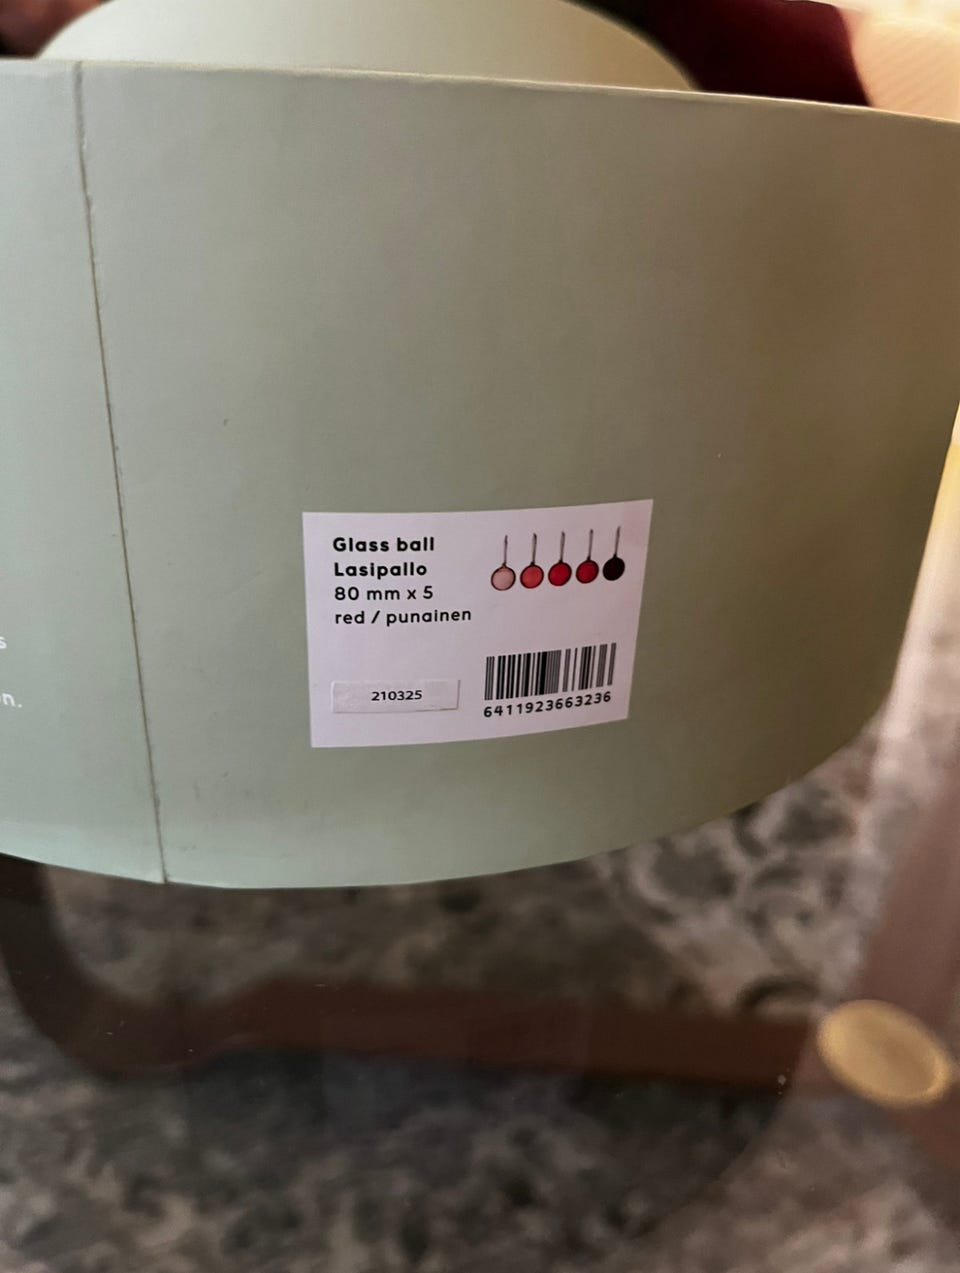 s
n.
Glass ball
Lasipallo
80 mm x 5
red / punainen
210325
6411923663236